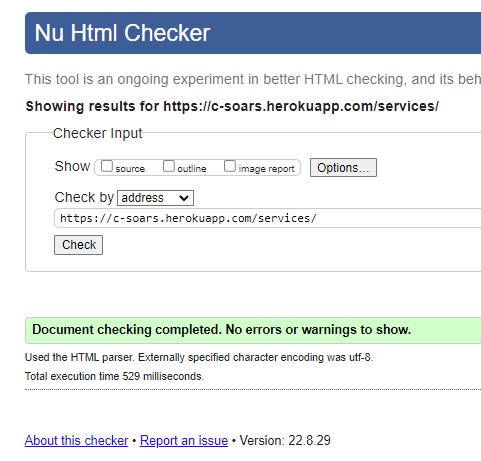 Nu Html Checker
This tool is an ongoing experiment in better HTML checking, and its beh
Showing results for https://c-soars.herokuapp.com/services/
Checker Input
Show source outline image report Options...
Check by address
https://c-soars.herokuapp.com/services/
Check
Document checking completed. No errors or warnings to show.
Used the HTML parser. Externally specified character encoding was utf-8.
Total execution time 529 milliseconds.
About this checker • Report an issue • Version: 22.8.29